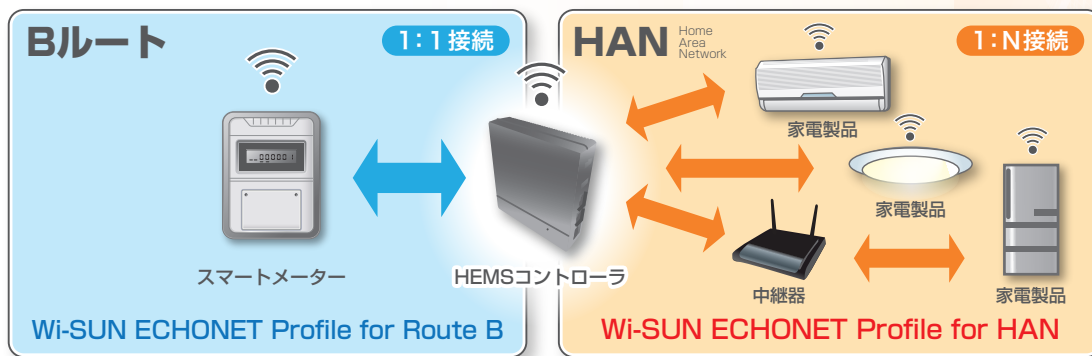 Bルート
1:1接続
スマートメーター
HEMSコントローラ
Wi-SUN ECHONET Profile for Route B
HAN
Home
Area
Network
1:N接続
家電製品
家電製品
中継器
家電製品
Wi-SUN ECHONET Profile for HAN